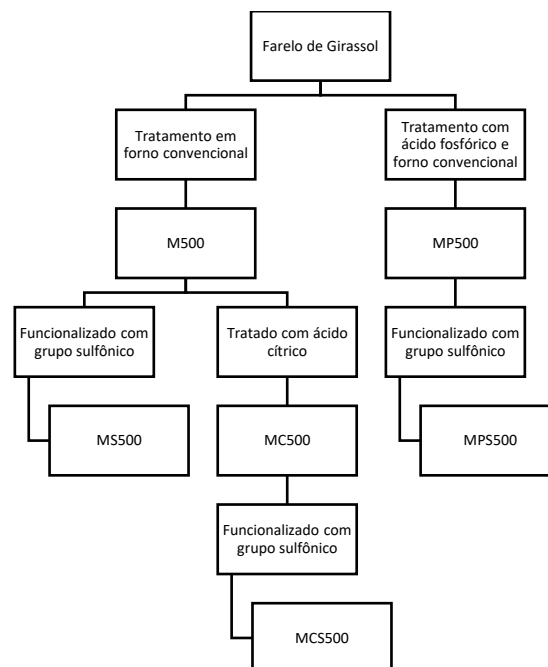 Farelo de Girassol
Tratamento em
forno convencional
Tratamento com
ácido fosfórico e
forno convencional
M500
MP500
Funcionalizado com
grupo sulfônico
Tratado com ácido
cítrico
Funcionalizado com
grupo sulfônico
MS500
MC500
MPS500
Funcionalizado com
grupo sulfônico
MCS500